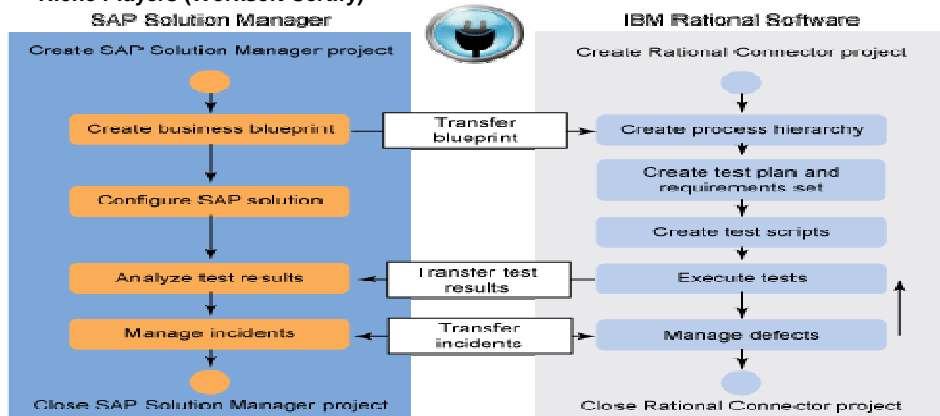 SAP Solution Manager
IBM Rational Software
Create SAP Solution Manager project
Create Rational Connector project
Create business blueprint
Transfer
blueprint
Create process hierarchy
Create test plan and
requirements set
Configure SAP solution
Create test scripts
Analyze test results
Transfer test
results
Execute tests
Manage incidents
Transfer
incidents
Manage defects
Close SAP Solution Manager project
Close Rational Connector project